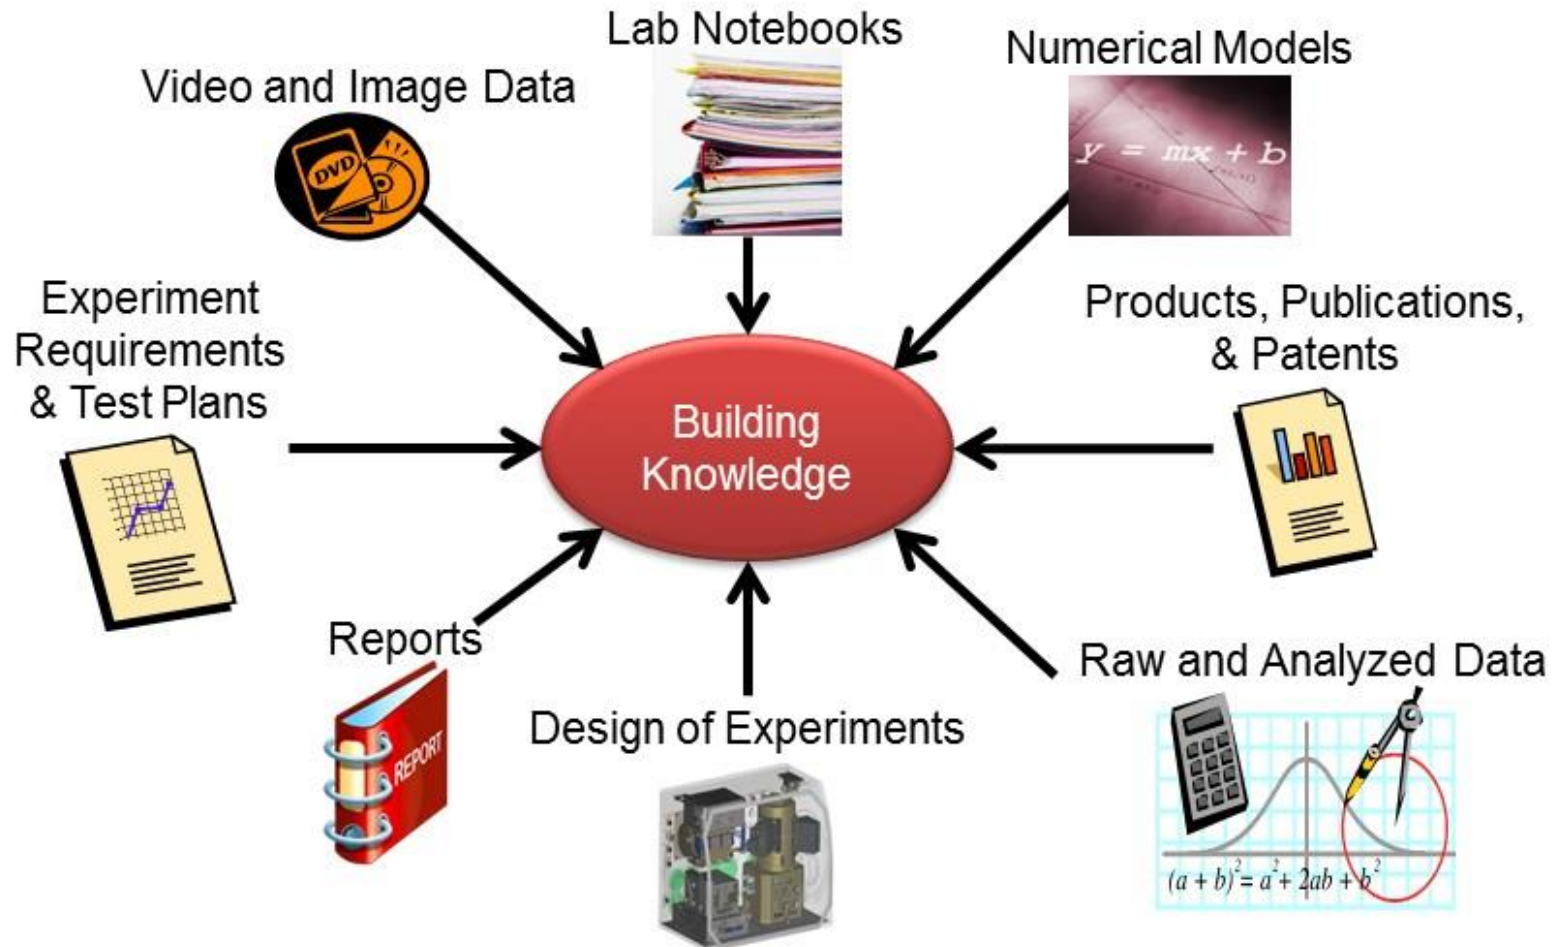 Lab Notebooks
Numerical Models
Video and Image Data
DVD
y = mx + b
Experiment
Requirements
& Test Plans
Products, Publications,
& Patents
Building
Knowledge
Reports
REPORT
Design of Experiments
Raw and Analyzed Data
(a + b)²= a²+ 2ab + b²